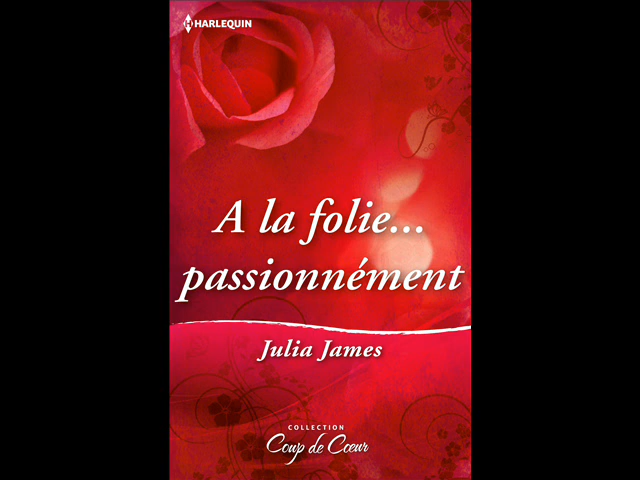 HARLEQUIN
A la folie...
passionnément
Julia James
COLLECTION
Coup de Cœur